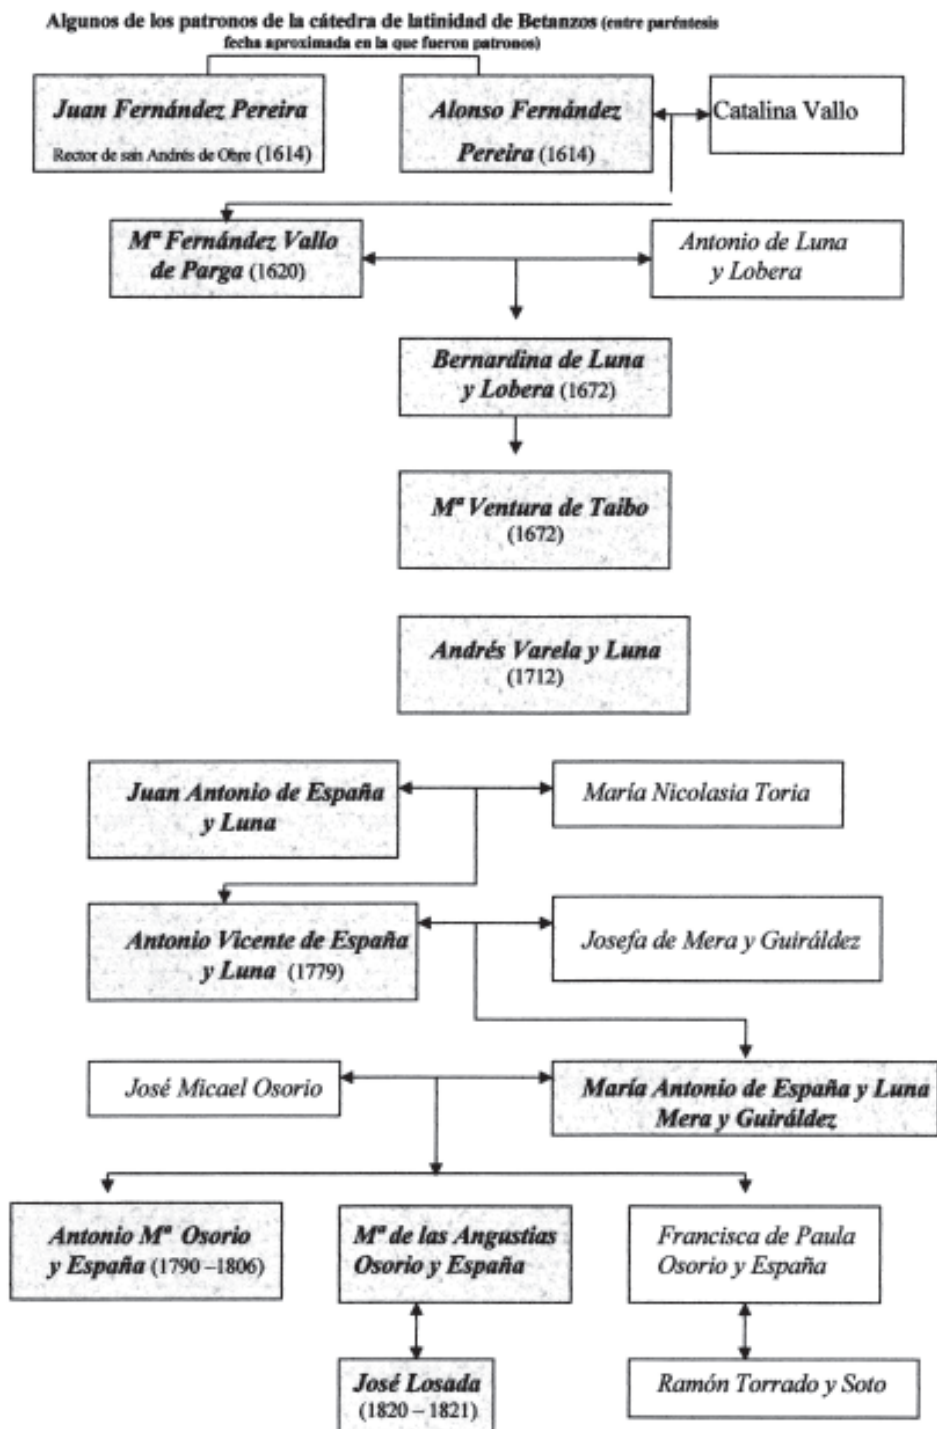 Algunos de los patronos de la cátedra de latinidad de Betanzos (entre paréntesis
fecha aproximada en la que fueron patronos)
Juan Fernández Pereira
Rector de san Andrés de Obre (1614)
Alonso Fernández
Pereira (1614)
Catalina Vallo
Mª Fernández Vallo
de Parga (1620)
Antonio de Luna
y Lobera
Bernardina de Luna
y Lobera (1672)
Mª Ventura de Taibo
(1672)
Andrés Varela y Luna
(1712)
Juan Antonio de España
y Luna
María Nicolasia Toria
Antonio Vicente de España
y Luna (1779)
Josefa de Mera y Guiráldez
José Micael Osorio
María Antonio de España y Luna
Mera y Guiráldez
Antonio Mª Osorio
y España (1790 –1806)
Mª de las Angustias
Osorio y España
Francisca de Paula
Osorio y España
José Losada
(1820 – 1821)
Ramón Torrado y Soto